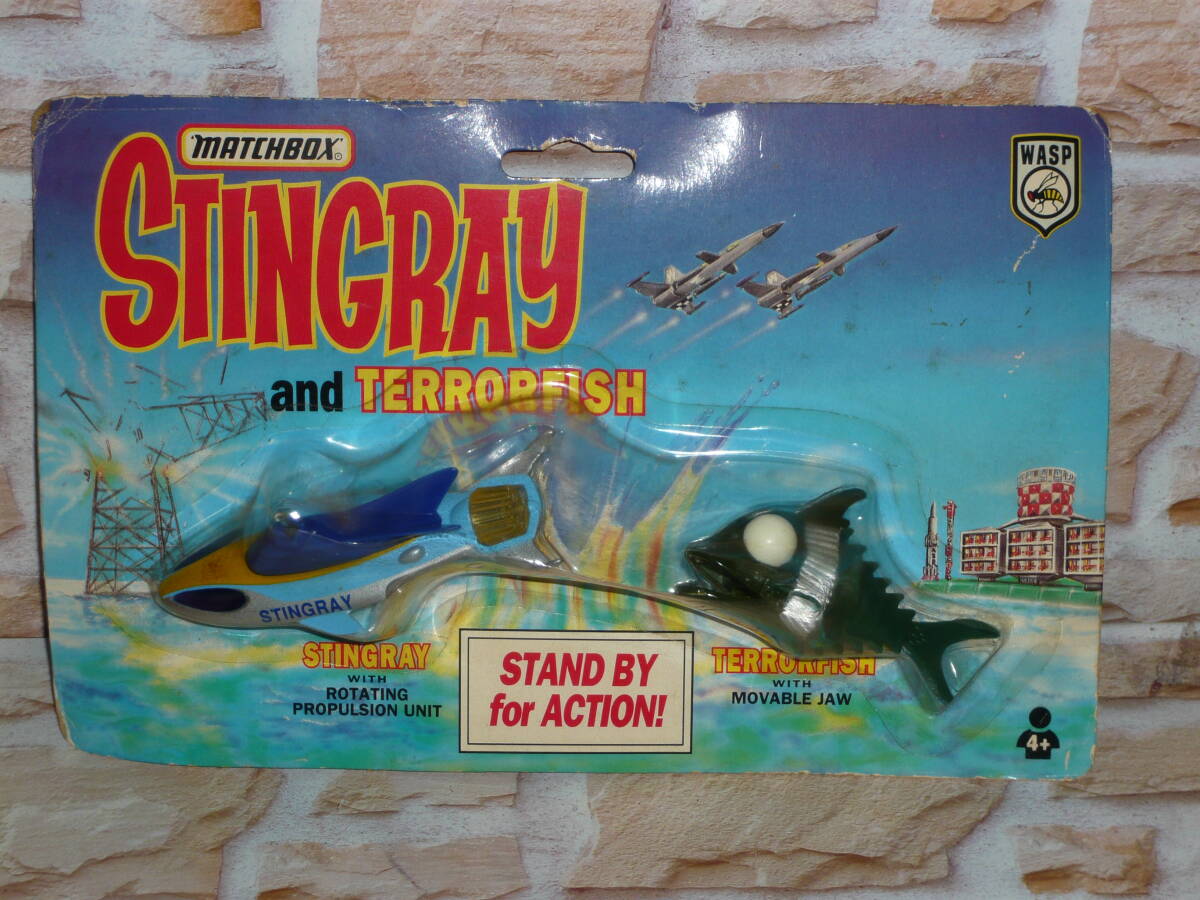 MATCHBOX
STINGRAY
WASP
and TERRORFISH
STINGRAY
STINGRAY
WITH
ROTATING
PROPULSION UNIT
STAND BY
for ACTION!
TERRORFISH
WITH
MOVABLE JAW
4+